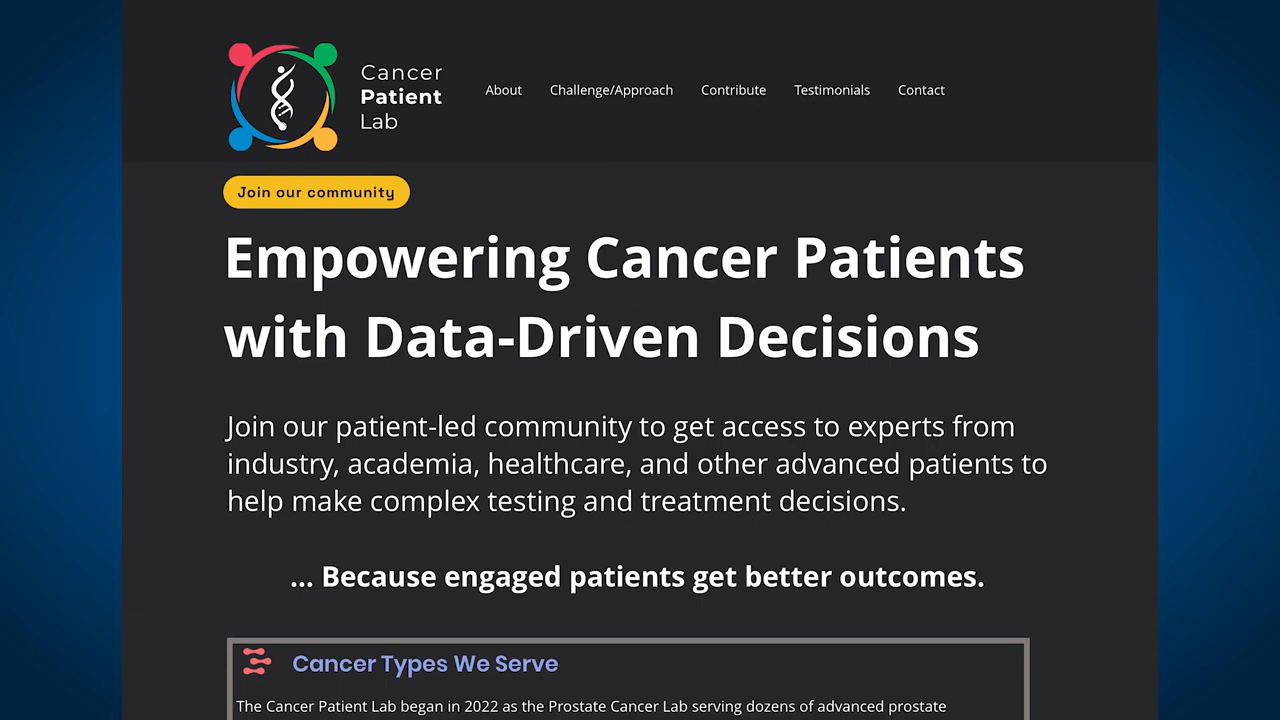 Cancer
Patient
Lab
About Challenge/Approach Contribute Testimonials Contact
Join our community
Empowering Cancer Patients
with Data-Driven Decisions
Join our patient-led community to get access to experts from
industry, academia, healthcare, and other advanced patients to
help make complex testing and treatment decisions.
... Because engaged patients get better outcomes.
Cancer Types We Serve
The Cancer Patient Lab began in 2022 as the Prostate Cancer Lab serving dozens of advanced prostate